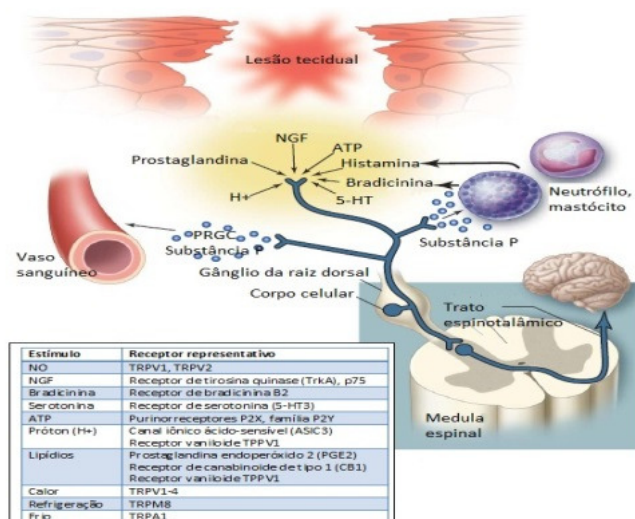 Lesão tecidual
NGF
ATP
Prostaglandina
Histamina
Bradicinina
H+
5-HT
Neutrófilo,
mastócito
PRGC
Substância P
Substância P
Vaso
sanguíneo
Gânglio da raiz dorsal
Corpo celular
Trato
espinotalâmico
Medula
espinal
Estímulo Receptor representativo
NO TRPV1, TRPV2
NGF Receptor de tirosina quinase (TrkA), p75
Bradicinina Receptor de bradicinina B2
Serotonina Receptor de serotonina (5-HT3)
ATP Purinorreceptores P2X, família P2Y
Próton (H+) Canal iônico ácido-sensível (ASIC3)
Receptor vaniloide TPPV1
Lipídios Prostaglandina endoperóxido 2 (PGE2)
Receptor de canabinoide de tipo 1 (CB1)
Receptor vaniloide TPPV1
Calor TRPV1-4
Refrigeração TRPM8
Frio TRPA1